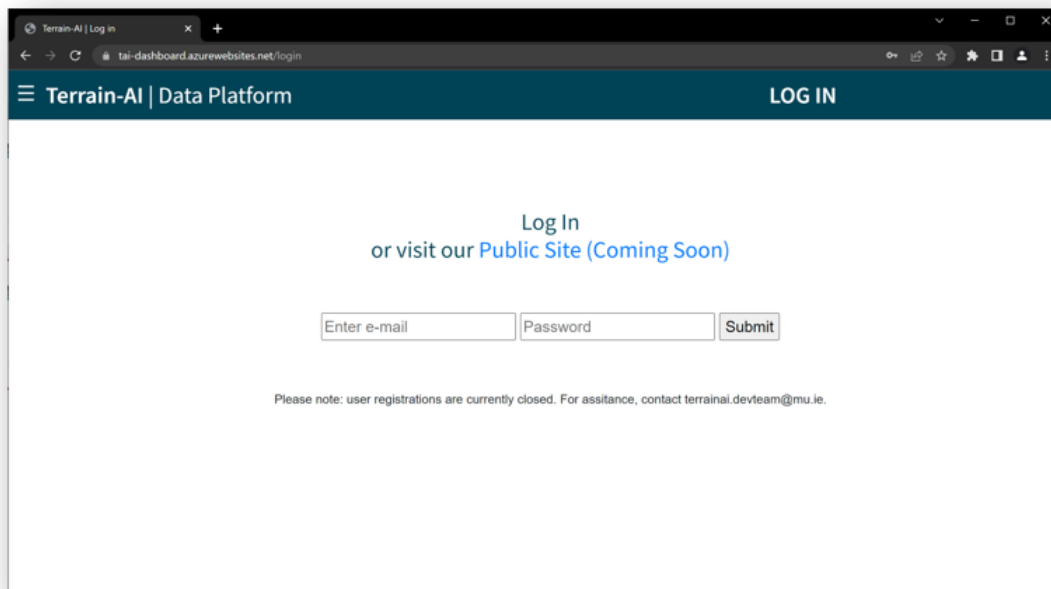 Terrain-AI | Log in
tai-dashboard.azurewebsites.net/login
Terrain-AI | Data Platform
LOG IN
Log In
or visit our Public Site (Coming Soon)
Enter e-mail
Password
Submit
Please note: user registrations are currently closed. For assitance, contact terrainai.devteam@mu.ie.